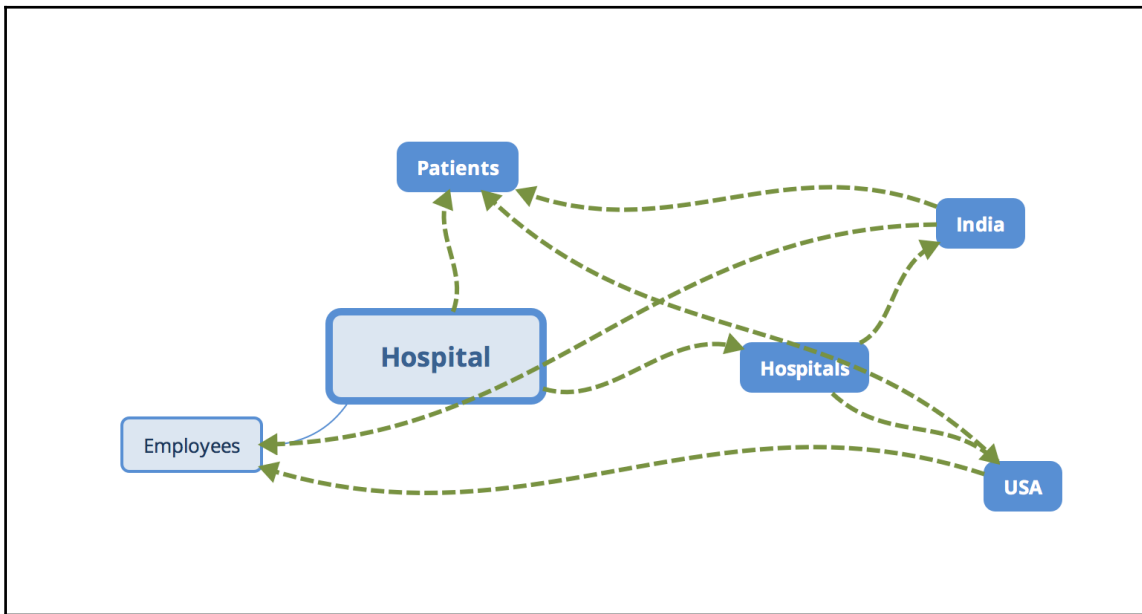 Patients
India
Hospital
Hospitals
Employees
USA